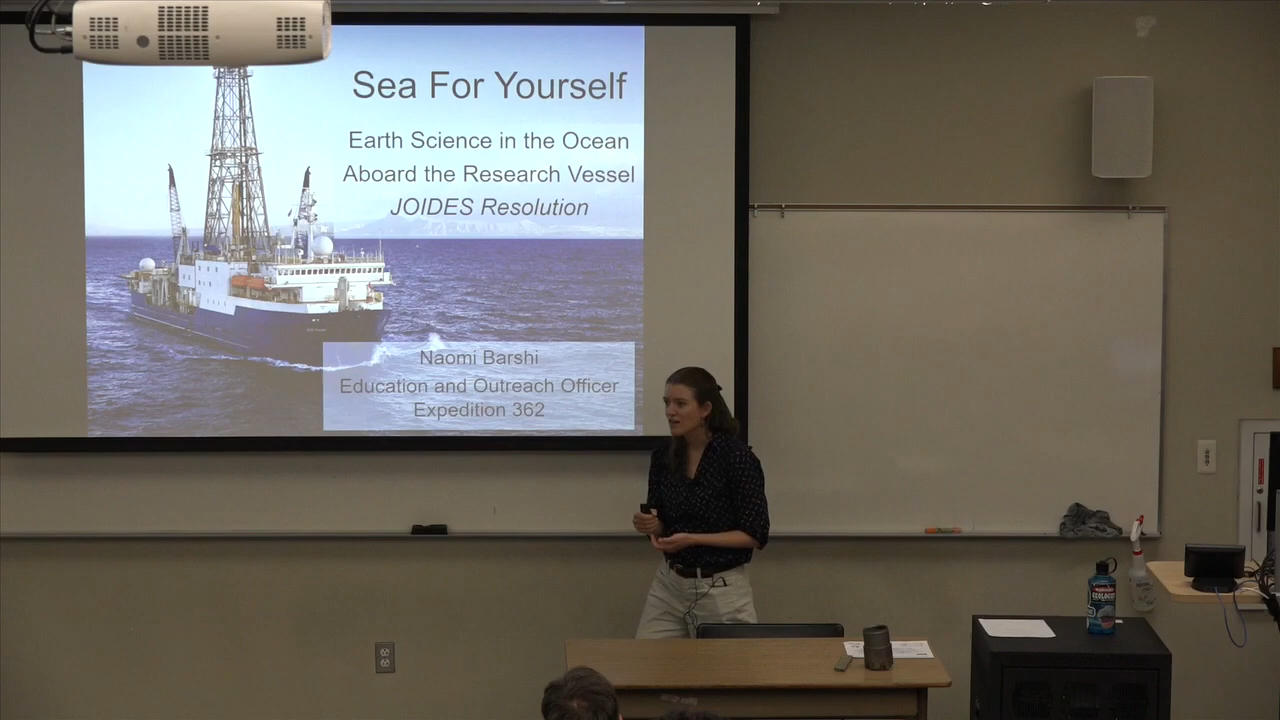 Sea For Yourself
Earth Science in the Ocean
Aboard the Research Vessel
JOIDES Resolution
Naomi Barshi
Education and Outreach Officer
Expedition 362